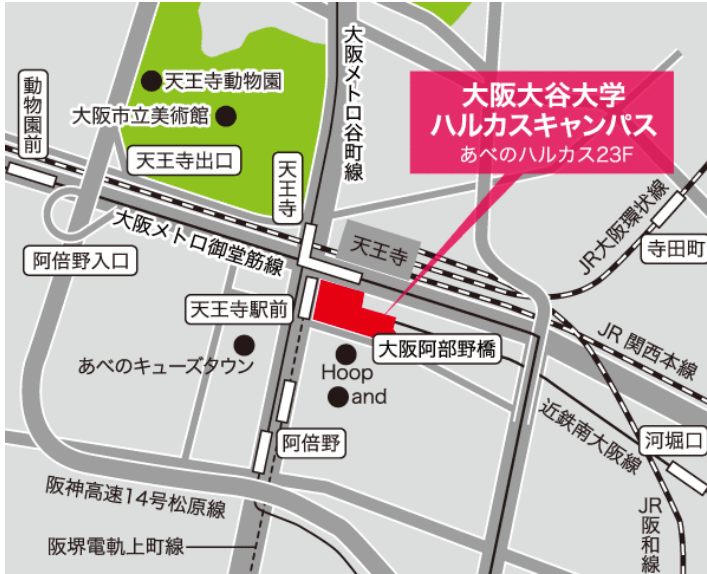 動物園前
天王寺動物園
大阪市立美術館
天王寺出口
天王寺
大阪メトロ谷町線
大阪大谷大学
ハルカスキャンパス
あべのハルカス23F
JR大阪環状線
寺田町
阿倍野入口
大阪メトロ御堂筋線
天王寺
天王寺駅前
大阪阿部野橋
JR関西本線
あべのキューズタウン
Hoop
and
阿倍野
近鉄南大阪線
河堀口
阪神高速14号松原線
阪堺電軌上町線
JR阪和線